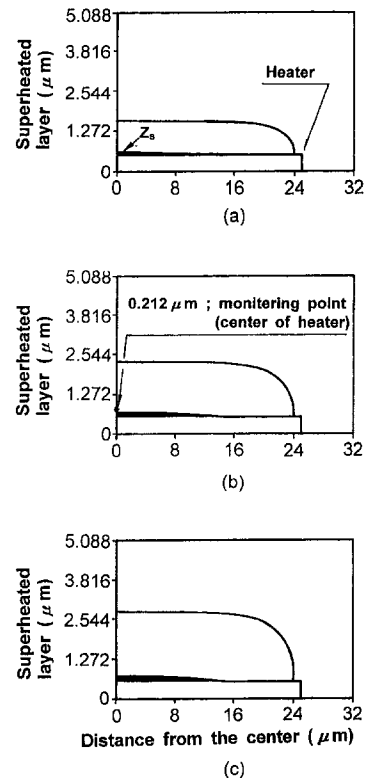 5.088
3.816
2.544
1.272
0
Superheated
layer (μm)
Heater
Zs
0 8 16 24 32
(a)
5.088
3.816
2.544
1.272
0
Superheated
layer (μm)
0.212 μm ; monitering point
(center of heater)
0 8 16 24 32
(b)
5.088
3.816
2.544
1.272
0
Superheated
layer (μm)
0 8 16 24 32
Distance from the center (μm)
(c)